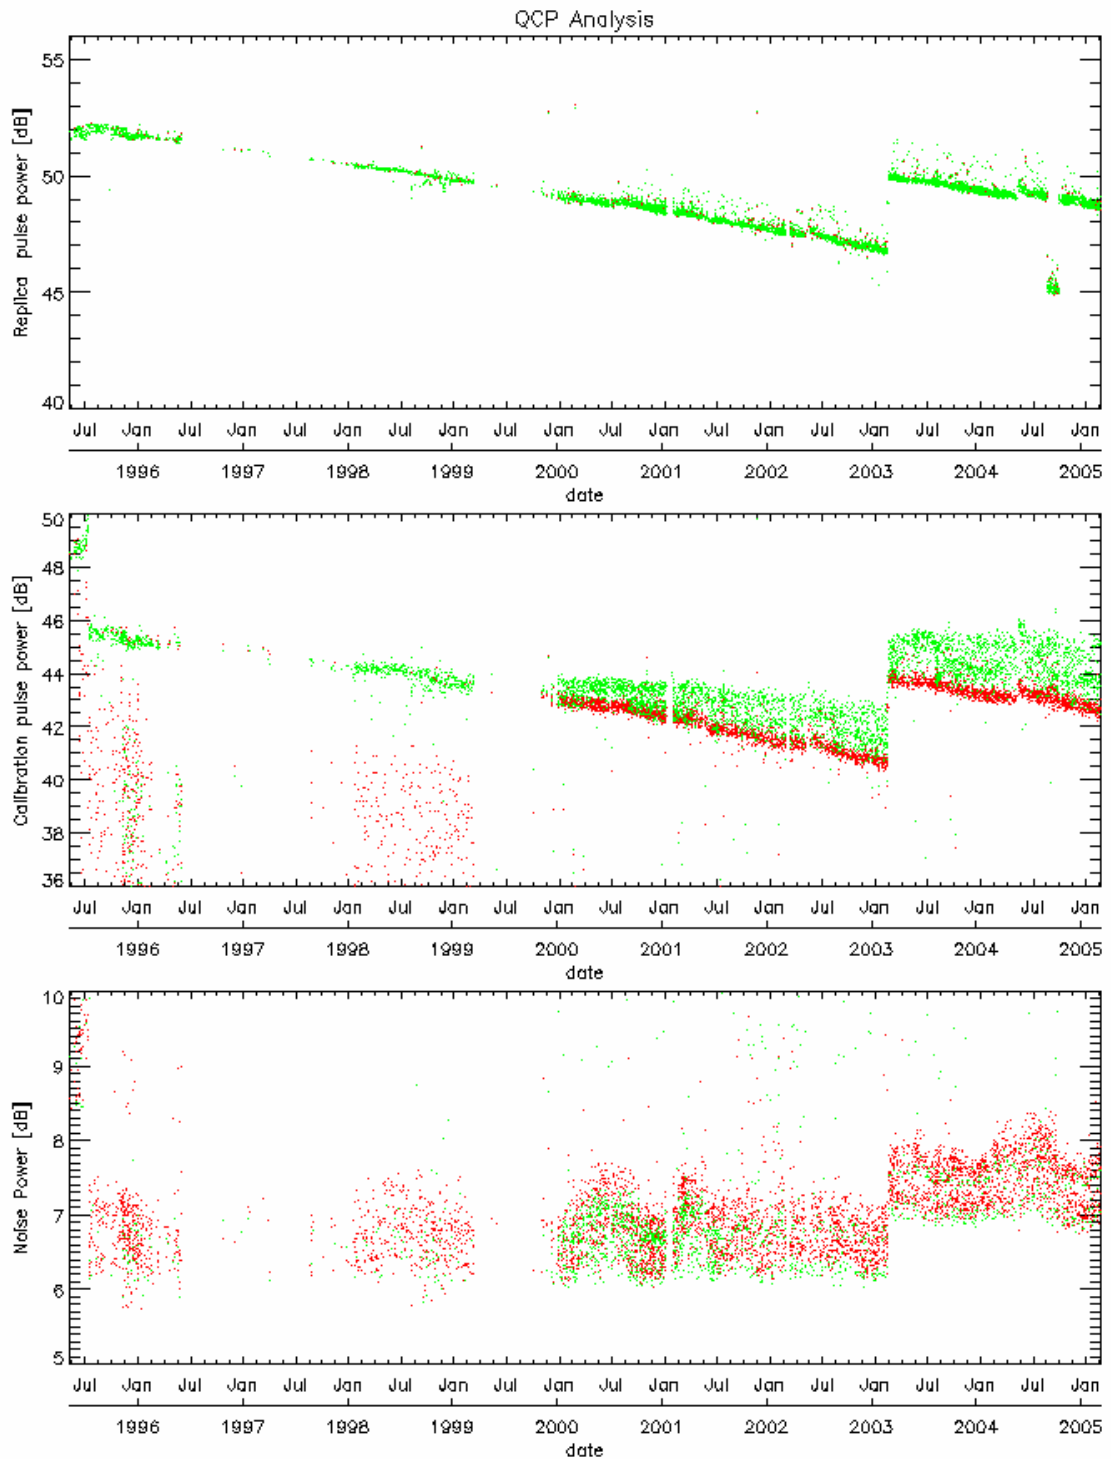 QCP Analysis
Replica pulse power [dB]
55
50
45
40
Jul Jan Jul Jan Jul Jan Jul Jan Jul Jan Jul Jan Jul Jan Jul Jan Jul Jan Jul Jan
1996 1997 1998 1999 2000 2001 2002 2003 2004 2005
date
Calibration pulse power [dB]
50
48
46
44
42
40
38
36
Jul Jan Jul Jan Jul Jan Jul Jan Jul Jan Jul Jan Jul Jan Jul Jan Jul Jan Jul Jan
1996 1997 1998 1999 2000 2001 2002 2003 2004 2005
date
Noise Power [dB]
10
9
8
7
6
5
Jul Jan Jul Jan Jul Jan Jul Jan Jul Jan Jul Jan Jul Jan Jul Jan Jul Jan Jul Jan
1996 1997 1998 1999 2000 2001 2002 2003 2004 2005
date